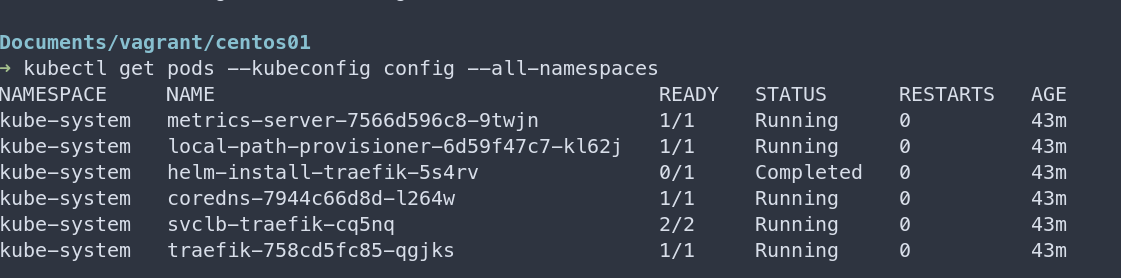 Documents/vagrant/centos01
→ kubectl get pods --kubeconfig config --all-namespaces
NAMESPACE     NAME                                     READY   STATUS      RESTARTS   AGE
kube-system   metrics-server-7566d596c8-9twjn          1/1     Running     0          43m
kube-system   local-path-provisioner-6d59f47c7-kl62j   1/1     Running     0          43m
kube-system   helm-install-traefik-5s4rv               0/1     Completed   0          43m
kube-system   coredns-7944c66d8d-l264w                 1/1     Running     0          43m
kube-system   svclb-traefik-cq5nq                      2/2     Running     0          43m
kube-system   traefik-758cd5fc85-qgjks                 1/1     Running     0          43m